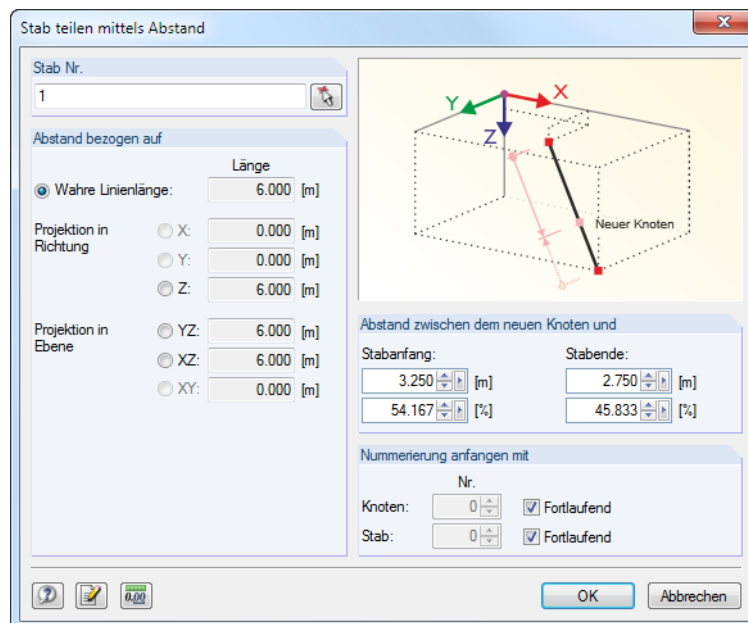 Stab teilen mittels Abstand
Stab Nr.
1
Abstand bezogen auf
Länge
Wahre Linienlänge: 6.000 [m]
Projektion in Richtung
X: 0.000 [m]
Y: 0.000 [m]
Z: 6.000 [m]
Projektion in Ebene
YZ: 6.000 [m]
XZ: 6.000 [m]
XY: 0.000 [m]
Y X
Z
Neuer Knoten
Abstand zwischen dem neuen Knoten und
Stabanfang: Stabende:
3.250 [m] 2.750 [m]
54.167 [%] 45.833 [%]
Nummerierung anfangen mit
Nr.
Knoten: 0 Fortlaufend
Stab: 0 Fortlaufend
0.00 OK Abbrechen